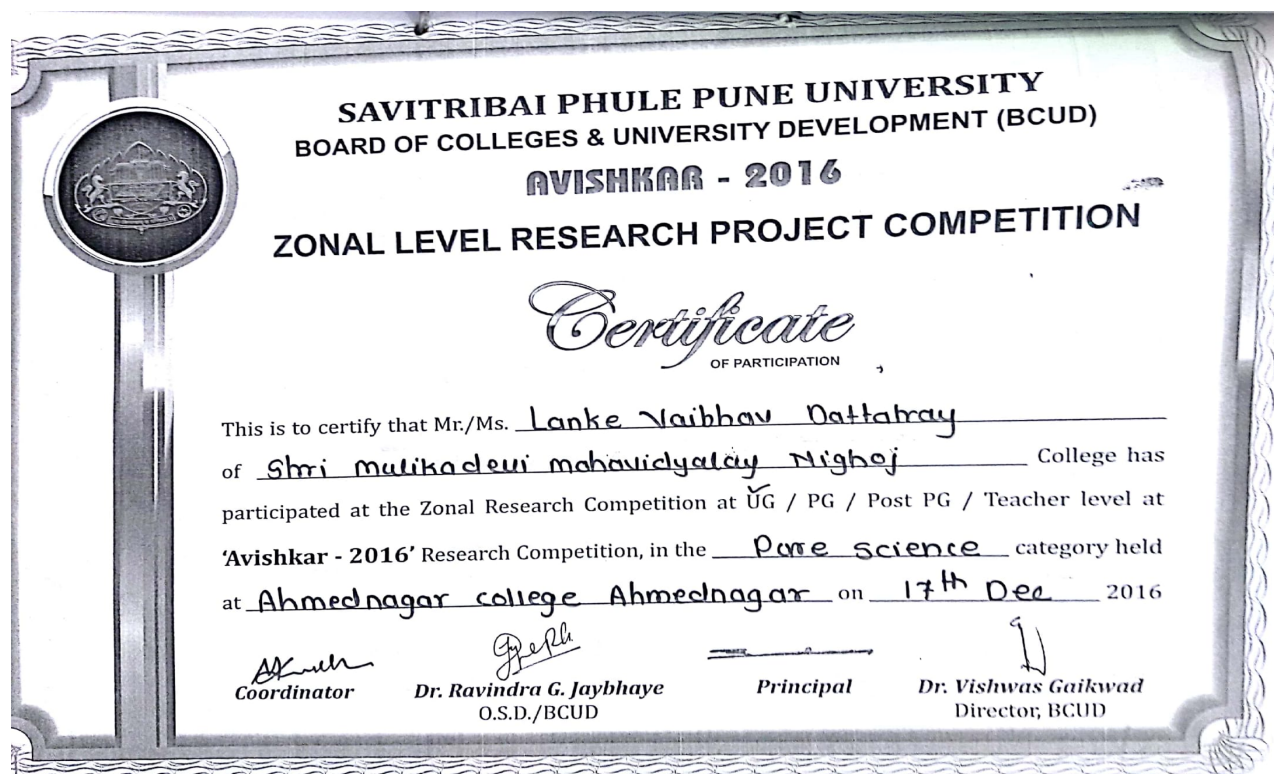 SAVITRIBAI PHULE PUNE UNIVERSITY
BOARD OF COLLEGES & UNIVERSITY DEVELOPMENT (BCUD)
AVISHKAR - 2016
ZONAL LEVEL RESEARCH PROJECT COMPETITION
Certificate
OF PARTICIPATION
This is to certify that Mr./Ms. Lanke Vaibhav Dattatray
of Shri mulikadevi mahavidyalay Nighoj College has
participated at the Zonal Research Competition at UG / PG / Post PG / Teacher level at
'Avishkar - 2016' Research Competition, in the Pure science category held
at Ahmednagar college Ahmednagar on 17th Dec 2016
Coordinator Dr. Ravindra G. Jaybhaye Principal Dr. Vishwas Gaikwad
O.S.D./BCUD Director, BCUD